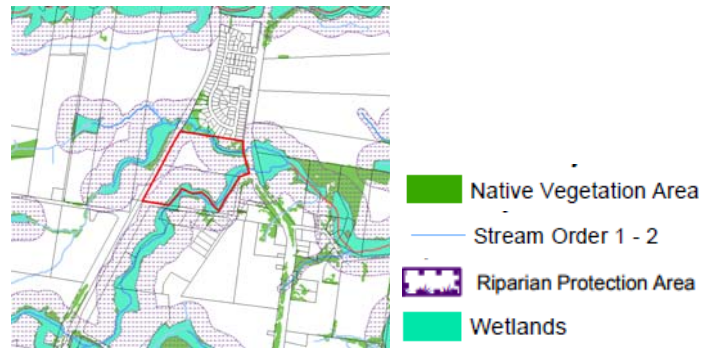 Native Vegetation Area
Stream Order 1 - 2
Riparian Protection Area
Wetlands